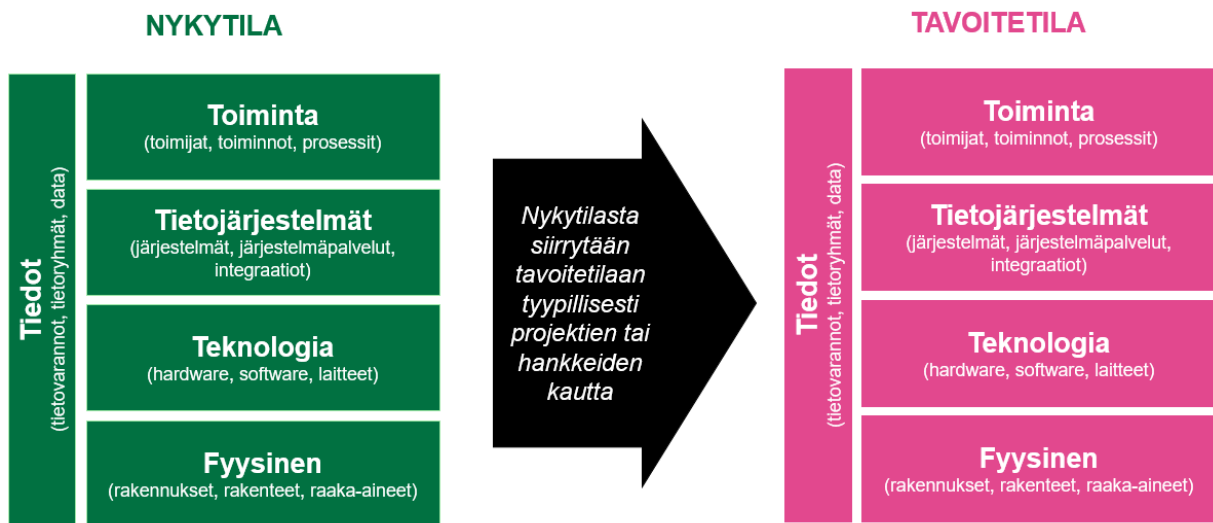 NYKYTILA
Tiedot
(tietovarannot, tietoryhmät, data)
Toiminta
(toimijat, toiminnot, prosessit)
Tietojärjestelmät
(järjestelmät, järjestelmäpalvelut,
integraatiot)
Teknologia
(hardware, software, laitteet)
Fyysinen
(rakennukset, rakenteet, raaka-aineet)
Nykytilasta
siirrytään
tavoitetilaan
tyypillisesti
projektien tai
hankkeiden
kautta
TAVOITETILA
Tiedot
(tietovarannot, tietoryhmät, data)
Toiminta
(toimijat, toiminnot, prosessit)
Tietojärjestelmät
(järjestelmät, järjestelmäpalvelut,
integraatiot)
Teknologia
(hardware, software, laitteet)
Fyysinen
(rakennukset, rakenteet, raaka-aineet)